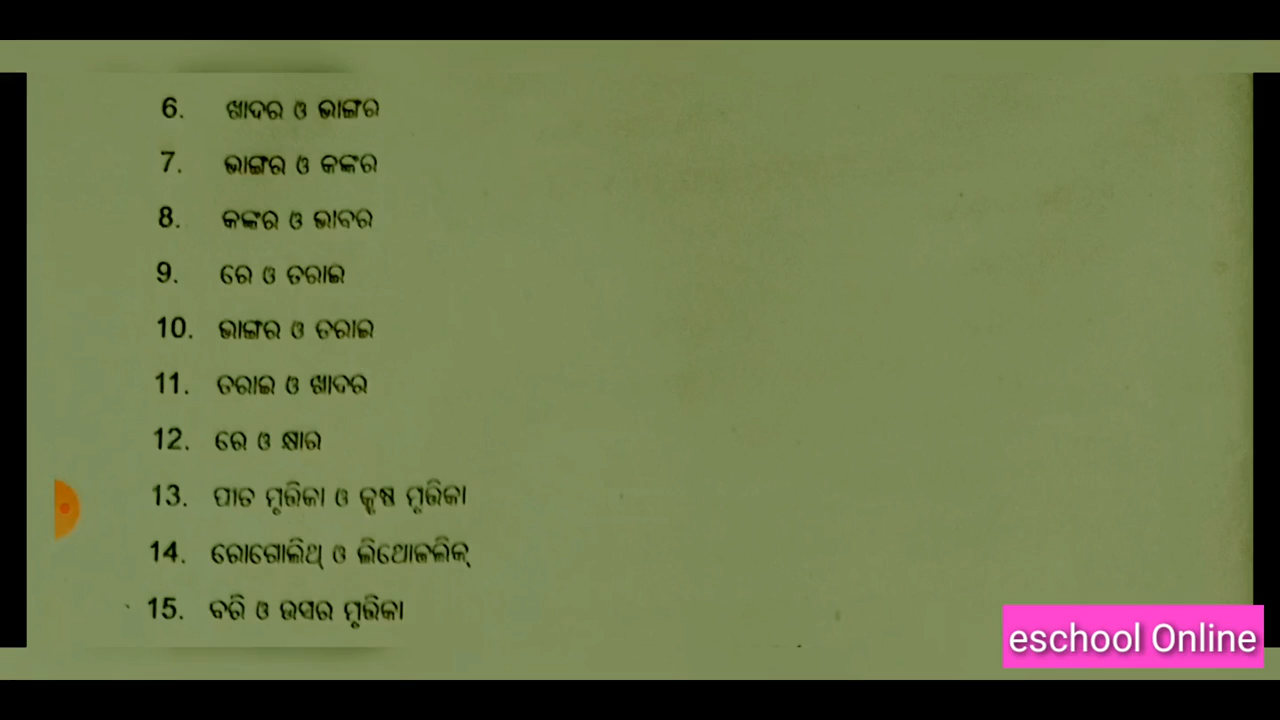 6. ଖାଦର ଓ ଭାଙ୍ଗର
7. ଭାଙ୍ଗର ଓ କଙ୍କର
8. କଙ୍କର ଓ ଭାବର
9. ରେ ଓ ତରାଇ
10. ଭାଙ୍ଗର ଓ ତରାଇ
11. ତରାଇ ଓ ଖାଦର
12. ରେ ଓ କ୍ଷାର
13. ପୀତ ମୃତ୍ତିକା ଓ କୃଷ୍ଣ ମୃତ୍ତିକା
14. ରୋଗୋଲିଥ୍ ଓ ଲିଥୋଜଲିକ୍
15. ବରି ଓ ଉସର ମୃତ୍ତିକା
eschool Online